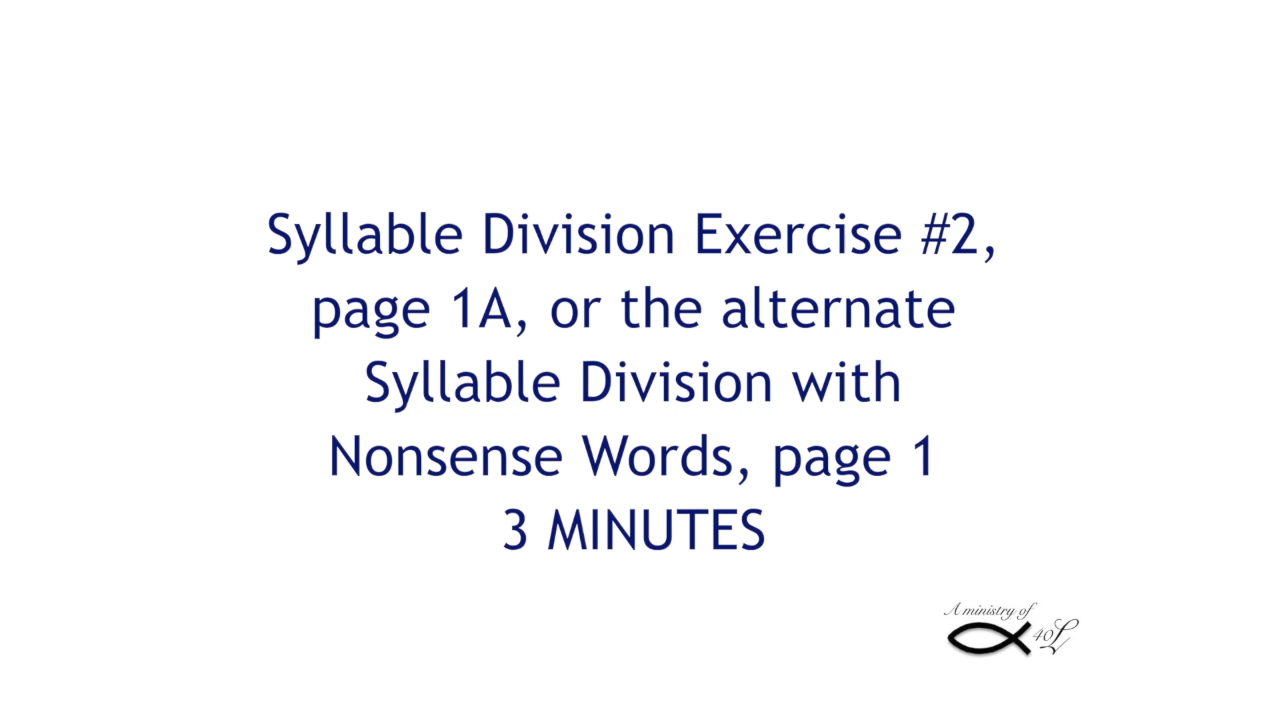 Syllable Division Exercise #2,
page 1A, or the alternate
Syllable Division with
Nonsense Words, page 1
3 MINUTES
A ministry of
40L